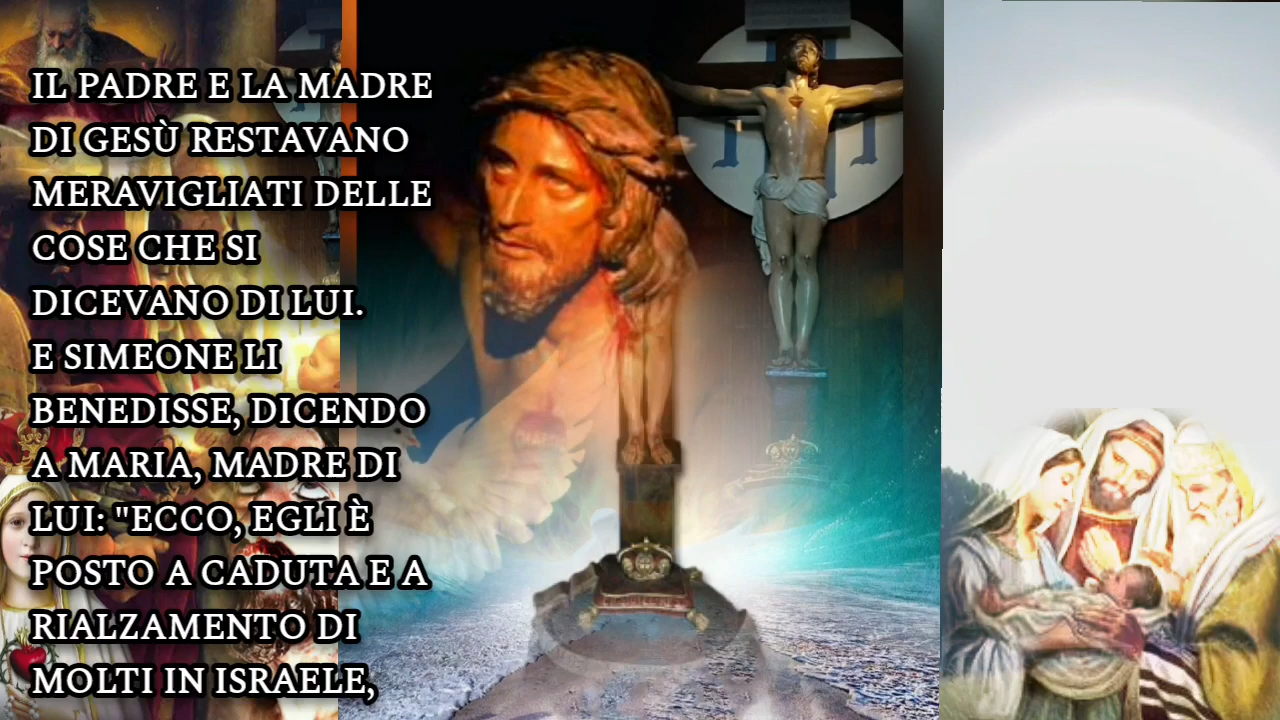 IL PADRE E LA MADRE
DI GESÙ RESTAVANO
MERAVIGLIATI DELLE
COSE CHE SI
DICEVANO DI LUI.
E SIMEONE LI
BENEDISSE, DICENDO
A MARIA, MADRE DI
LUI: "ECCO, EGLI È
POSTO A CADUTA E A
RIALZAMENTO DI
MOLTI IN ISRAELE,